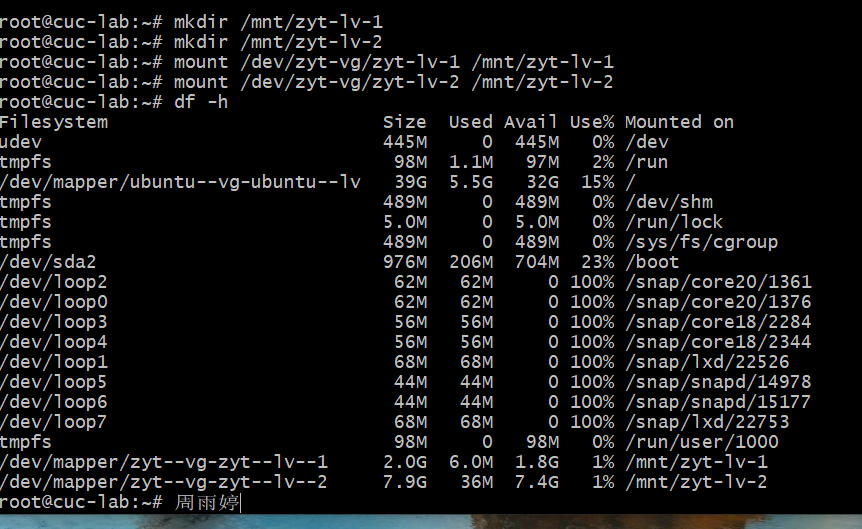 root@cuc-lab:~# mkdir /mnt/zyt-lv-1
root@cuc-lab:~# mkdir /mnt/zyt-lv-2
root@cuc-lab:~# mount /dev/zyt-vg/zyt-lv-1 /mnt/zyt-lv-1
root@cuc-lab:~# mount /dev/zyt-vg/zyt-lv-2 /mnt/zyt-lv-2
root@cuc-lab:~# df -h
Filesystem                         Size  Used Avail Use% Mounted on
udev                               445M     0  445M   0% /dev
tmpfs                               98M  1.1M   97M   2% /run
/dev/mapper/ubuntu--vg-ubuntu--lv   39G  5.5G   32G  15% /
tmpfs                              489M     0  489M   0% /dev/shm
tmpfs                              5.0M     0  5.0M   0% /run/lock
tmpfs                              489M     0  489M   0% /sys/fs/cgroup
/dev/sda2                          976M  206M  704M  23% /boot
/dev/loop2                          62M   62M     0 100% /snap/core20/1361
/dev/loop0                          62M   62M     0 100% /snap/core20/1376
/dev/loop3                          56M   56M     0 100% /snap/core18/2284
/dev/loop4                          56M   56M     0 100% /snap/core18/2344
/dev/loop1                          68M   68M     0 100% /snap/lxd/22526
/dev/loop5                          44M   44M     0 100% /snap/snapd/14978
/dev/loop6                          44M   44M     0 100% /snap/snapd/15177
/dev/loop7                          68M   68M     0 100% /snap/lxd/22753
tmpfs                               98M     0   98M   0% /run/user/1000
/dev/mapper/zyt--vg-zyt--lv--1     2.0G  6.0M  1.8G   1% /mnt/zyt-lv-1
/dev/mapper/zyt--vg-zyt--lv--2     7.9G   36M  7.4G   1% /mnt/zyt-lv-2
root@cuc-lab:~# 周雨婷